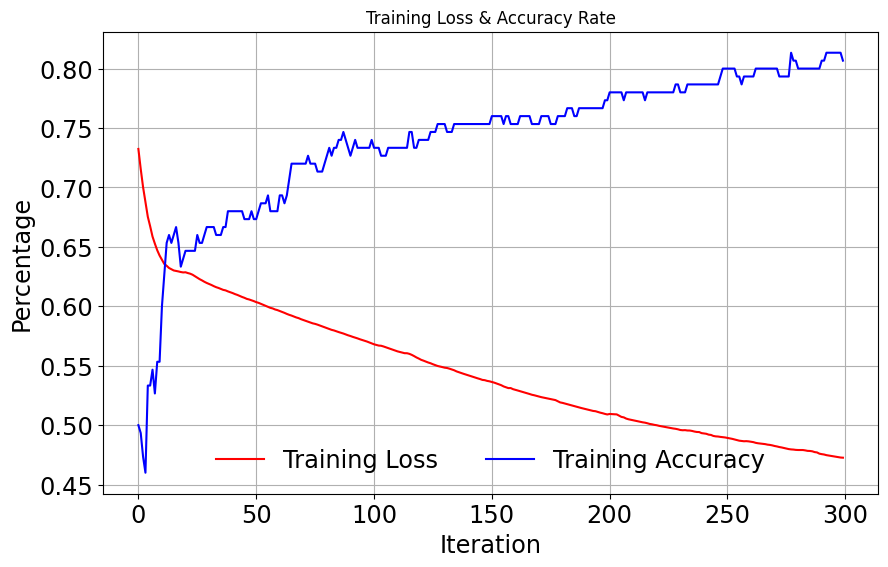 Training Loss & Accuracy Rate
0.80
0.75
0.70
0.65
0.60
0.55
0.50
0.45
Percentage
Training Loss
Training Accuracy
0 50 100 150 200 250 300
Iteration